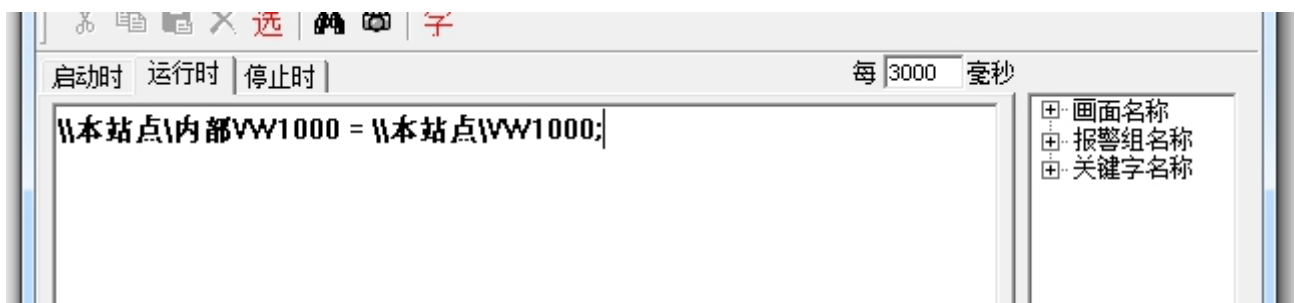 选 字
启动时 运行时 停止时 每 3000 毫秒
\\本站点\内部VW1000 = \\本站点\VW1000;
画面名称
报警组名称
关键字名称